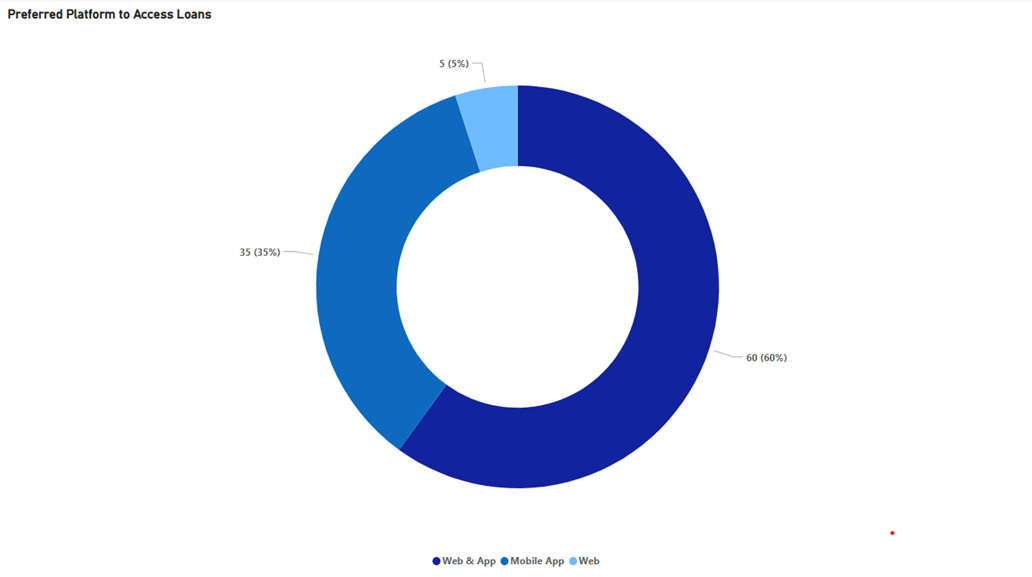 Preferred Platform to Access Loans
5 (5%)
35 (35%)
60 (60%)
Web & App Mobile App Web